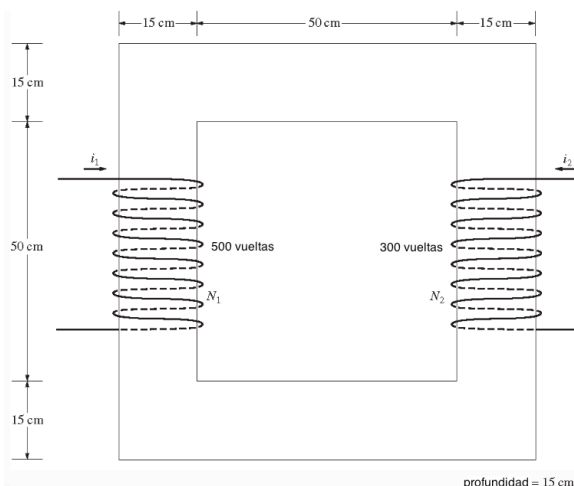 15 cm
50 cm
15 cm
15 cm
i₁
i₂
50 cm
500 vueltas
300 vueltas
N₁
N₂
15 cm
profundidad = 15 cm